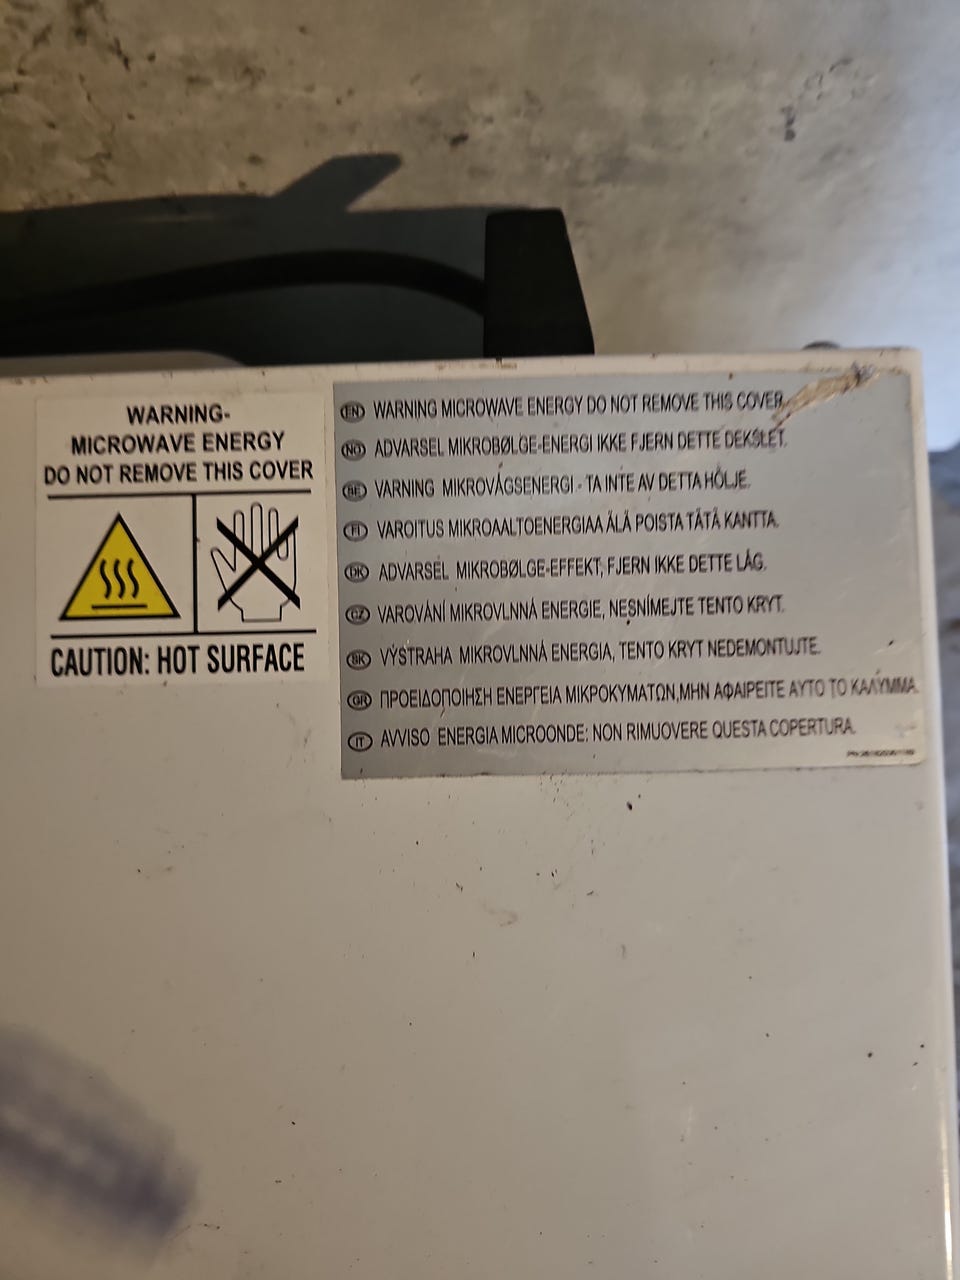 WARNING-
MICROWAVE ENERGY
DO NOT REMOVE THIS COVER
CAUTION: HOT SURFACE
EN WARNING MICROWAVE ENERGY DO NOT REMOVE THIS COVER.
NO ADVARSEL MIKROBØLGE-ENERGI IKKE FJERN DETTE DEKSLET.
SE VARNING MIKROVÅGSENERGI.- TA INTE AV DETTA HÖLJE.
FI VAROITUS MIKROAALTOENERGIAA ÄLÄ POISTA TÄTÄ KANTTA.
DK ADVARSEL MIKROBØLGE-EFFEKT, FJERN IKKE DETTE LÅG.
CZ VAROVÁNÍ MIKROVLNNÁ ENERGIE, NESNÍMEJTE TENTO KRYT.
SK VÝSTRAHA MIKROVLNNÁ ENERGIA, TENTO KRYT NEDEMONTUJTE.
GR ΠΡΟΕΙΔΟΠΟΙΗΣΗ ΕΝΕΡΓΕΙΑ ΜΙΚΡΟΚΥΜΑΤΩΝ,ΜΗΝ ΑΦΑΙΡΕΙΤΕ ΑΥΤΟ ΤΟ ΚΑΛΥΜΜΑ.
IT AVVISO ENERGIA MICROONDE: NON RIMUOVERE QUESTA COPERTURA.